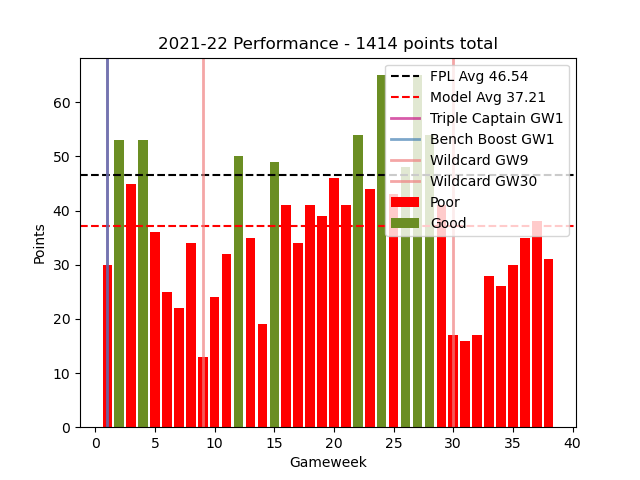 2021-22 Performance - 1414 points total
FPL Avg 46.54
Model Avg 37.21
Triple Captain GW1
Bench Boost GW1
Wildcard GW9
Wildcard GW30
Poor
Good
Points
60
50
40
30
20
10
0
0 5 10 15 20 25 30 35 40
Gameweek